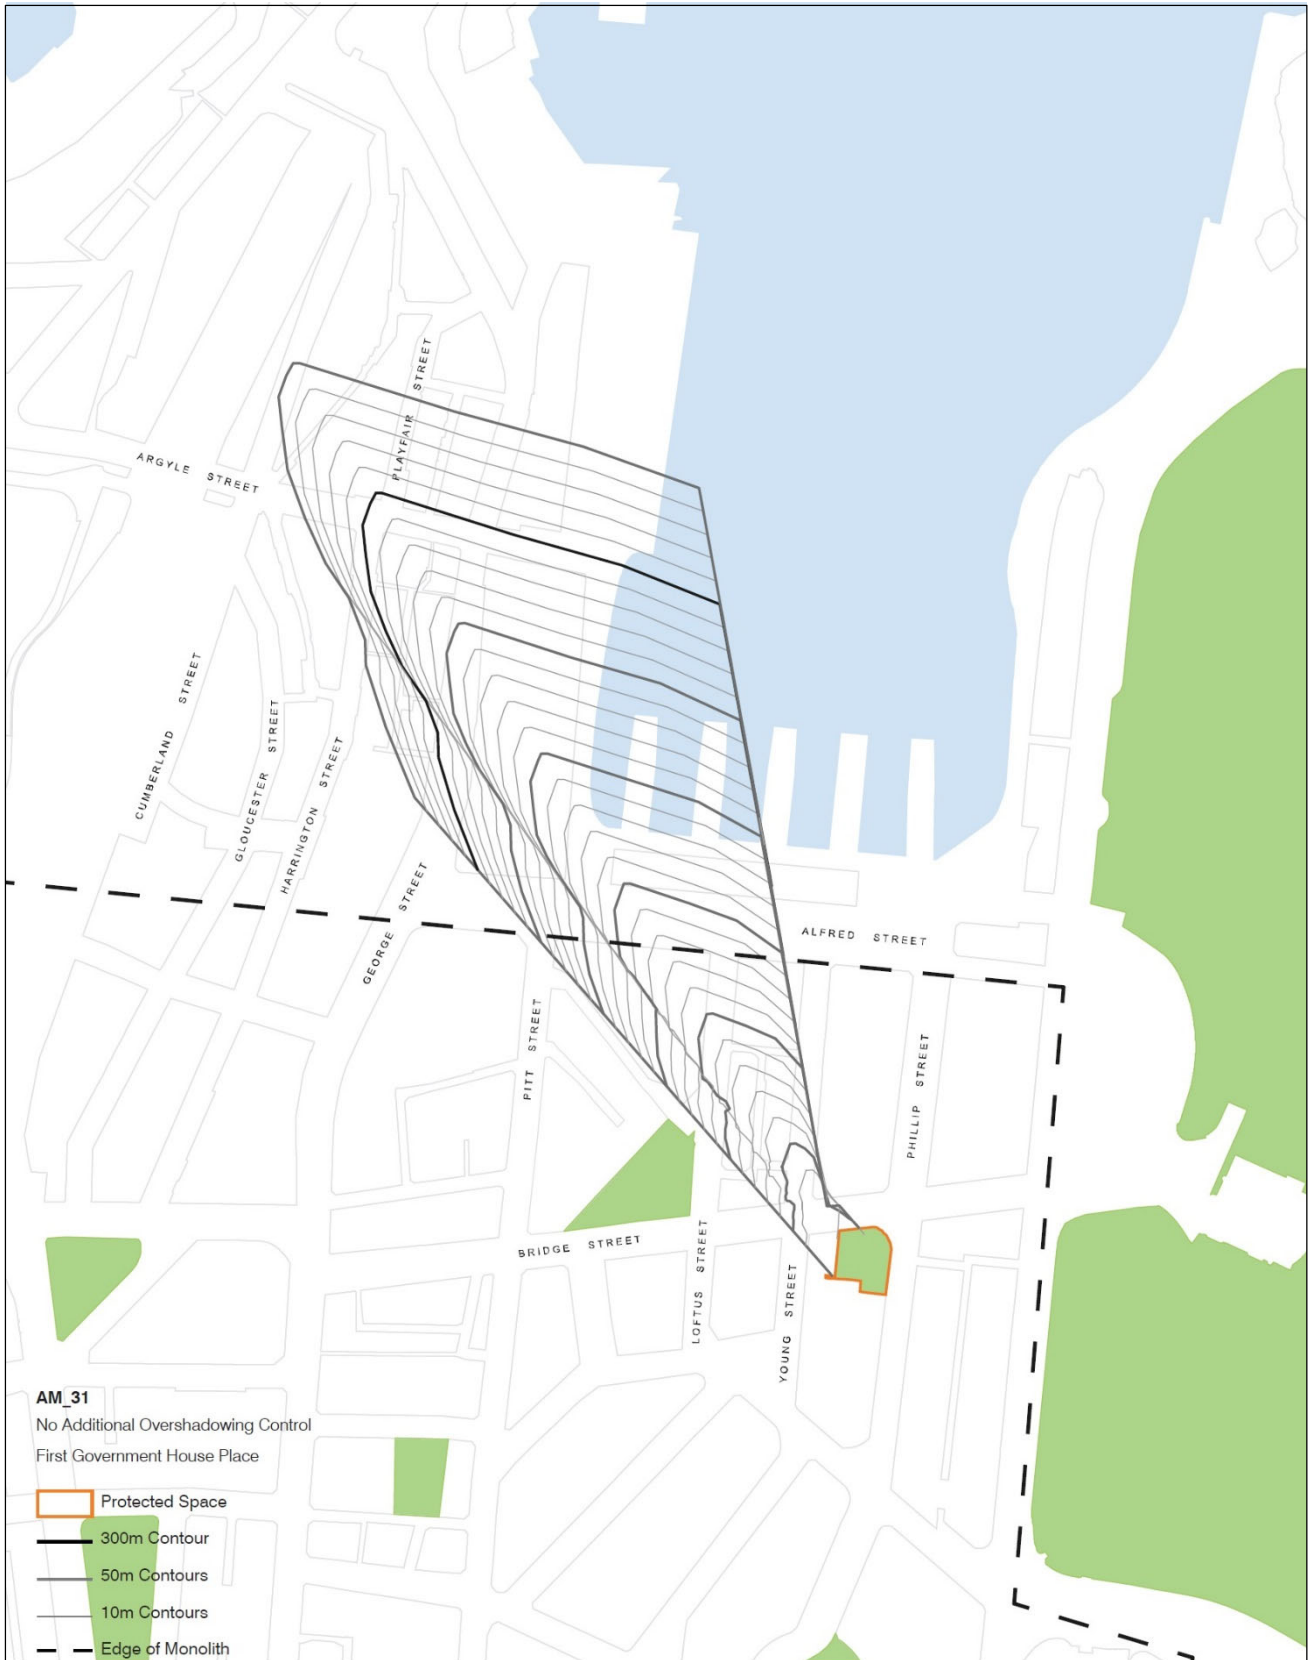 PLAYFAIR STREET
ARGYLE STREET
CUMBERLAND STREET
GLOUCESTER STREET
HARRINGTON STREET
GEORGE STREET
ALFRED STREET
PITT STREET
PHILLIP STREET
BRIDGE STREET
LOFTUS STREET
YOUNG STREET
AM_31
No Additional Overshadowing Control
First Government House Place
Protected Space
300m Contour
50m Contours
10m Contours
Edge of Monolith